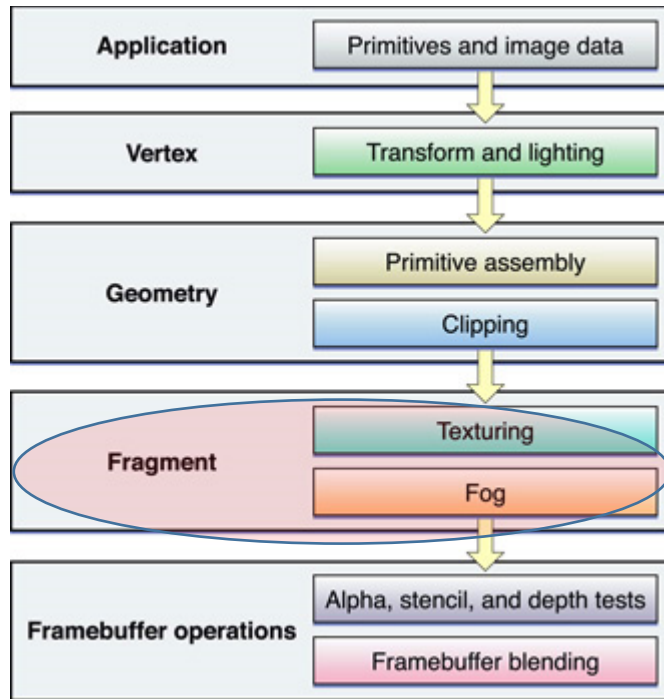 Application
Primitives and image data
Vertex
Transform and lighting
Geometry
Primitive assembly
Clipping
Fragment
Texturing
Fog
Framebuffer operations
Alpha, stencil, and depth tests
Framebuffer blending